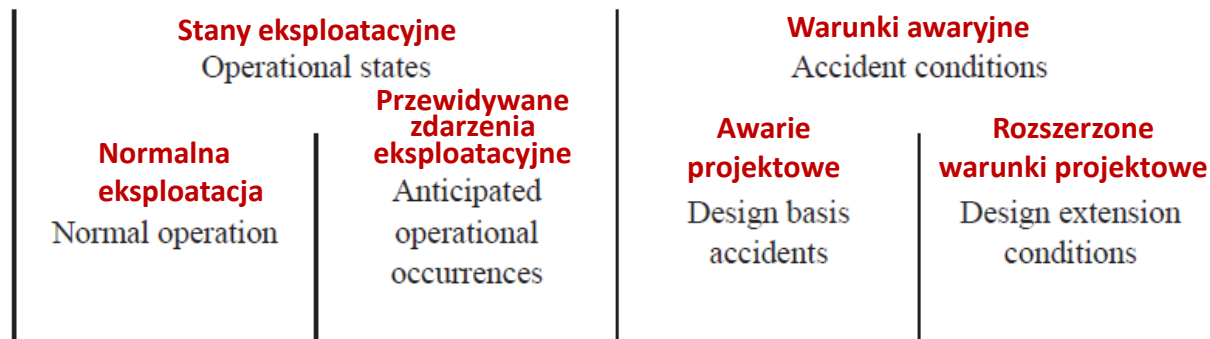 Stany eksploatacyjne
Operational states
Warunki awaryjne
Accident conditions
Normalna
eksploatacja
Normal operation
Przewidywane
zdarzenia
eksploatacyjne
Anticipated
operational
occurrences
Awarie
projektowe
Design basis
accidents
Rozszerzone
warunki projektowe
Design extension
conditions